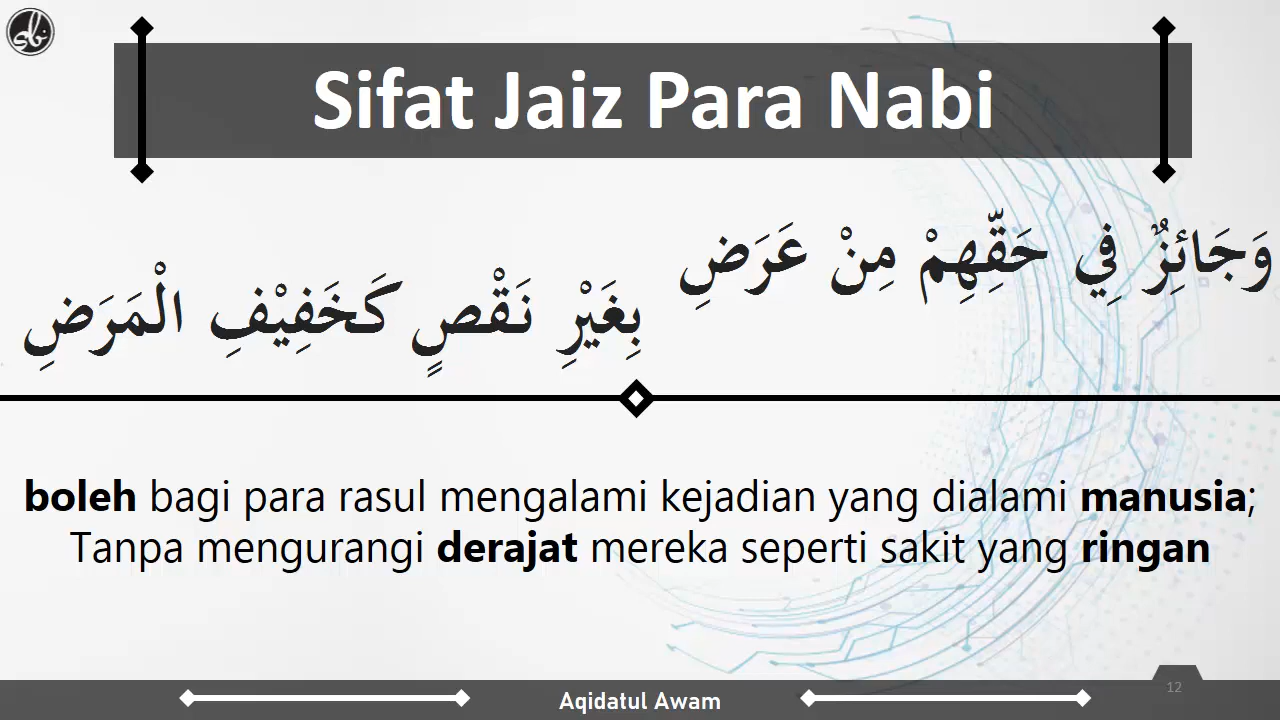 Sifat Jaiz Para Nabi
وَجَائِزٌ فِي حَقِّهِمْ مِنْ عَرَضِ
بِغَيْرِ نَقْصٍ كَخَفِيْفِ الْمَرَضِ
boleh bagi para rasul mengalami kejadian yang dialami manusia;
Tanpa mengurangi derajat mereka seperti sakit yang ringan
Aqidatul Awam
12